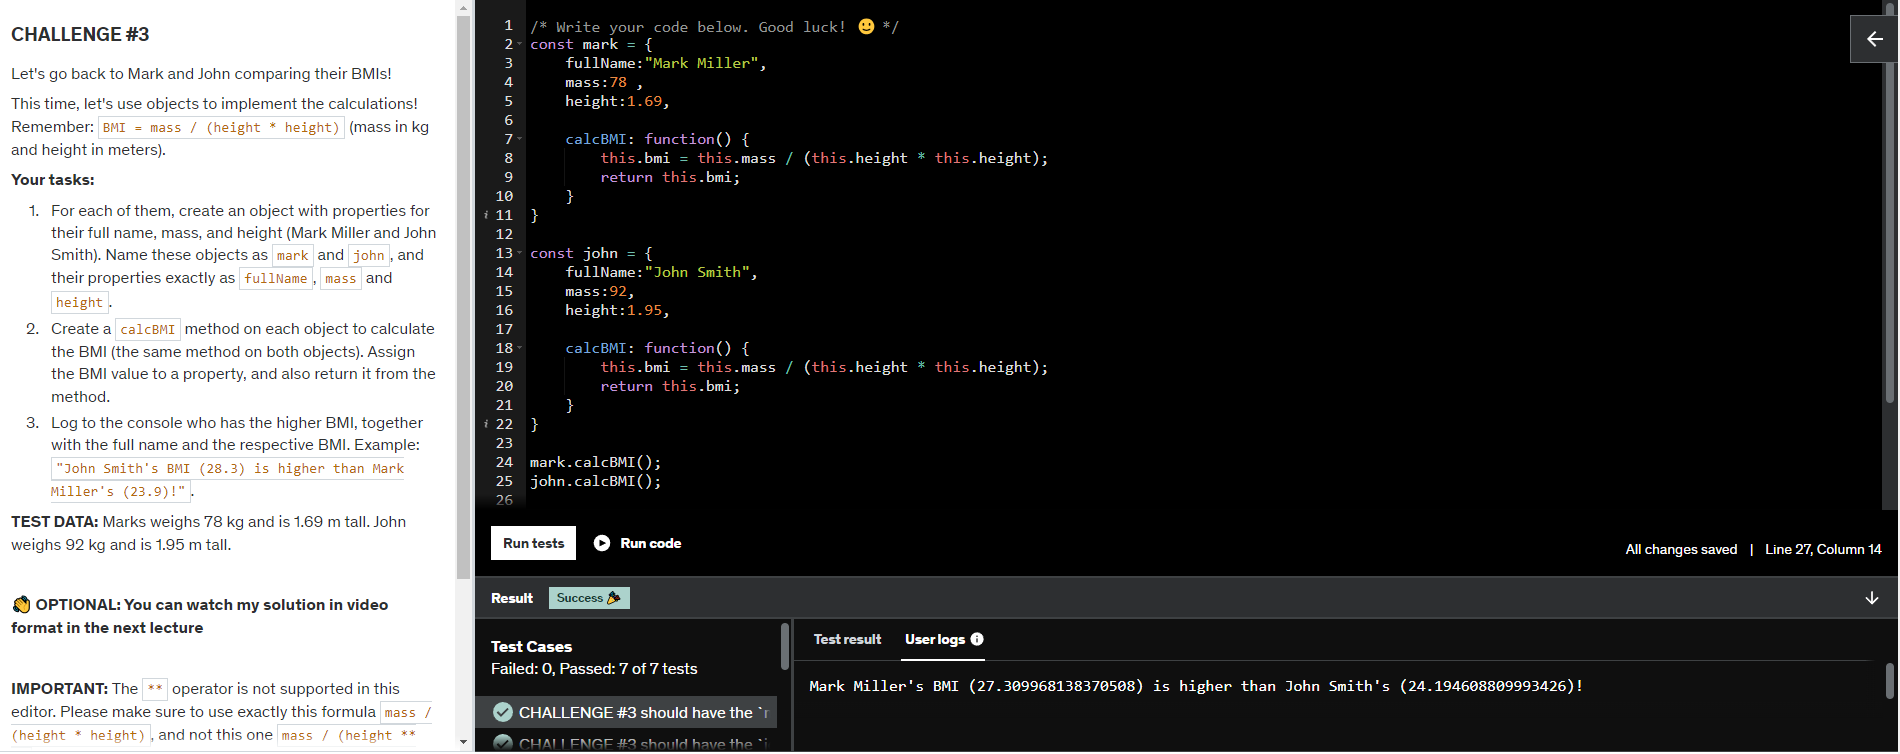 CHALLENGE #3
Let's go back to Mark and John comparing their BMIs!
This time, let's use objects to implement the calculations!
Remember: BMI = mass / (height * height) (mass in kg
and height in meters).
Your tasks:
1. For each of them, create an object with properties for
their full name, mass, and height (Mark Miller and John
Smith). Name these objects as mark and john, and
their properties exactly as fullName, mass and
height.
2. Create a calcBMI method on each object to calculate
the BMI (the same method on both objects). Assign
the BMI value to a property, and also return it from the
method.
3. Log to the console who has the higher BMI, together
with the full name and the respective BMI. Example:
"John Smith's BMI (28.3) is higher than Mark
Miller's (23.9)!".
TEST DATA: Marks weighs 78 kg and is 1.69 m tall. John
weighs 92 kg and is 1.95 m tall.
👏 OPTIONAL: You can watch my solution in video
format in the next lecture
IMPORTANT: The ** operator is not supported in this
editor. Please make sure to use exactly this formula mass /
(height * height), and not this one mass / (height **
1 /* Write your code below. Good luck! 🙂 */
2 const mark = {
3     fullName:"Mark Miller",
4     mass:78 ,
5     height:1.69,
6
7     calcBMI: function() {
8         this.bmi = this.mass / (this.height * this.height);
9         return this.bmi;
10     }
i 11 }
12
13 const john = {
14     fullName:"John Smith",
15     mass:92,
16     height:1.95,
17
18     calcBMI: function() {
19         this.bmi = this.mass / (this.height * this.height);
20         return this.bmi;
21     }
i 22 }
23
24 mark.calcBMI();
25 john.calcBMI();
26
Run tests Run code
All changes saved | Line 27, Column 14
Result Success 🎉
Test Cases
Failed: 0, Passed: 7 of 7 tests
CHALLENGE #3 should have the `
CHALLENGE #3 should have the `
Test result User logs
Mark Miller's BMI (27.309968138370508) is higher than John Smith's (24.194608809993426)!